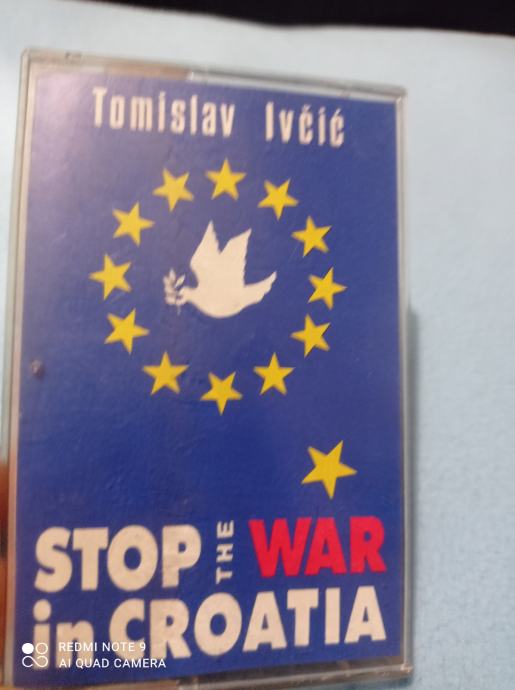 Tomislav Ivčić
STOP THE WAR
in CROATIA
REDMI NOTE 9
AI QUAD CAMERA